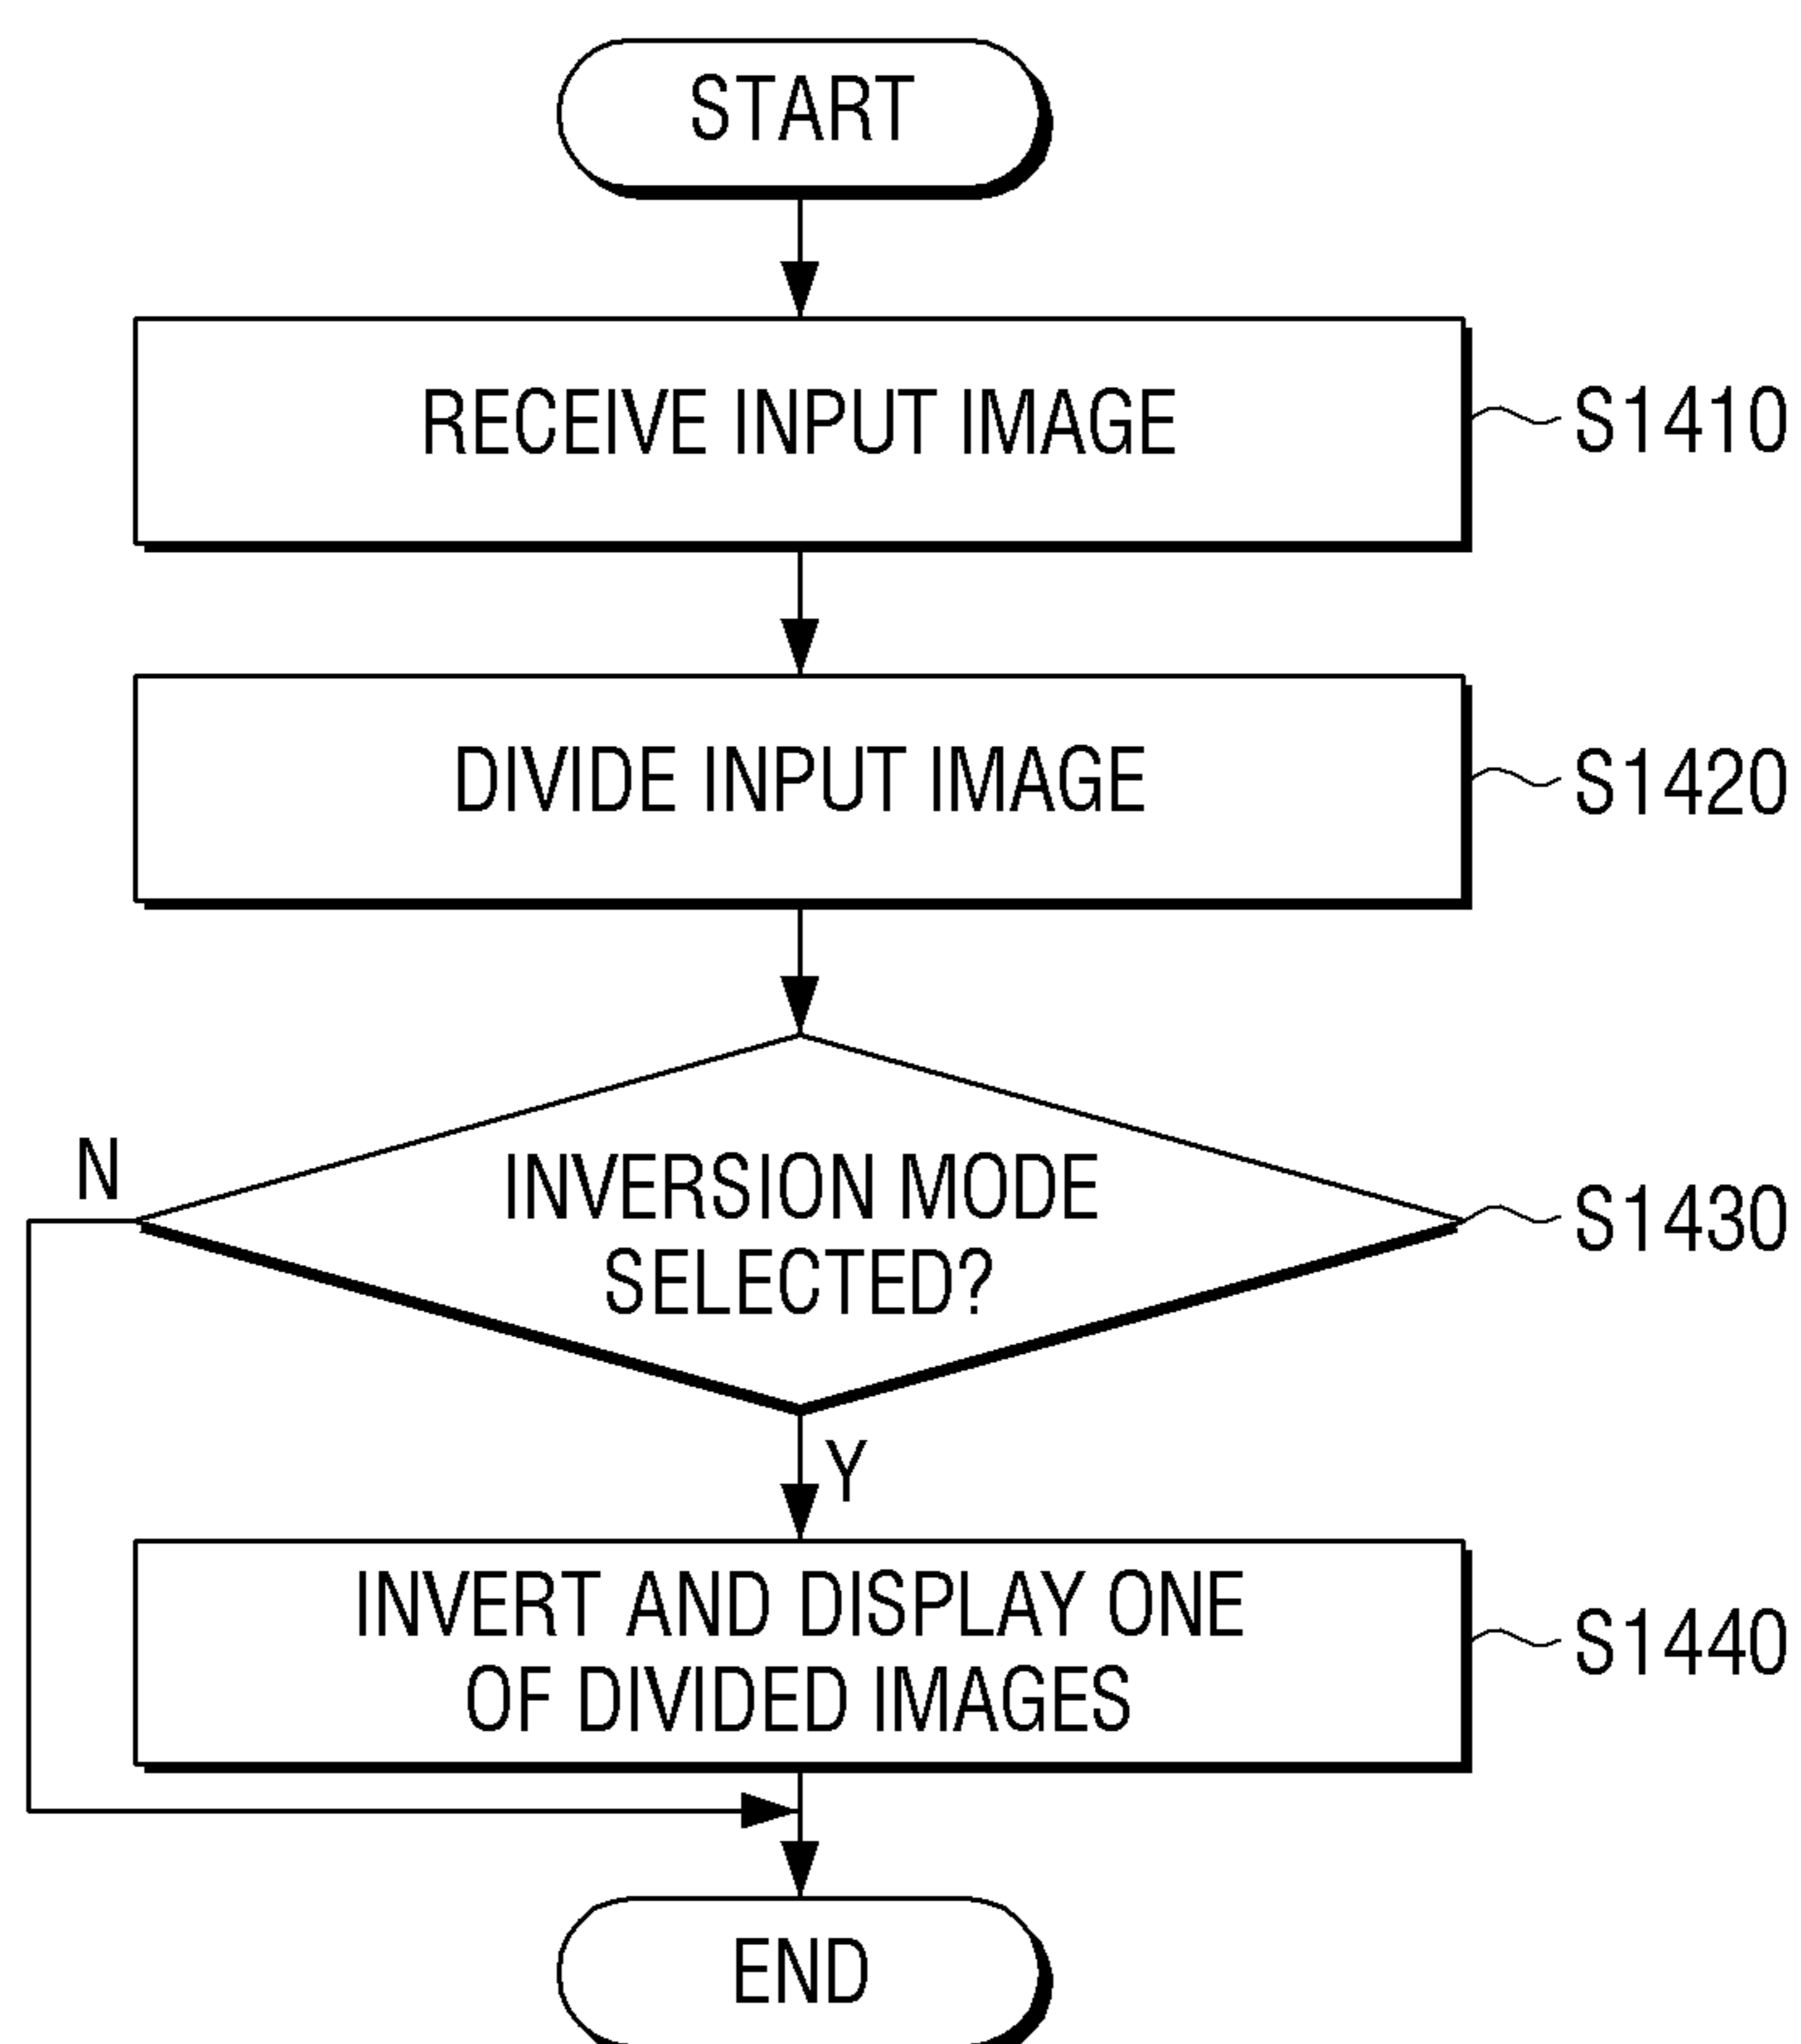 START
RECEIVE INPUT IMAGE
S1410
DIVIDE INPUT IMAGE
S1420
N
INVERSION MODE
SELECTED?
S1430
Y
INVERT AND DISPLAY ONE
OF DIVIDED IMAGES
S1440
END